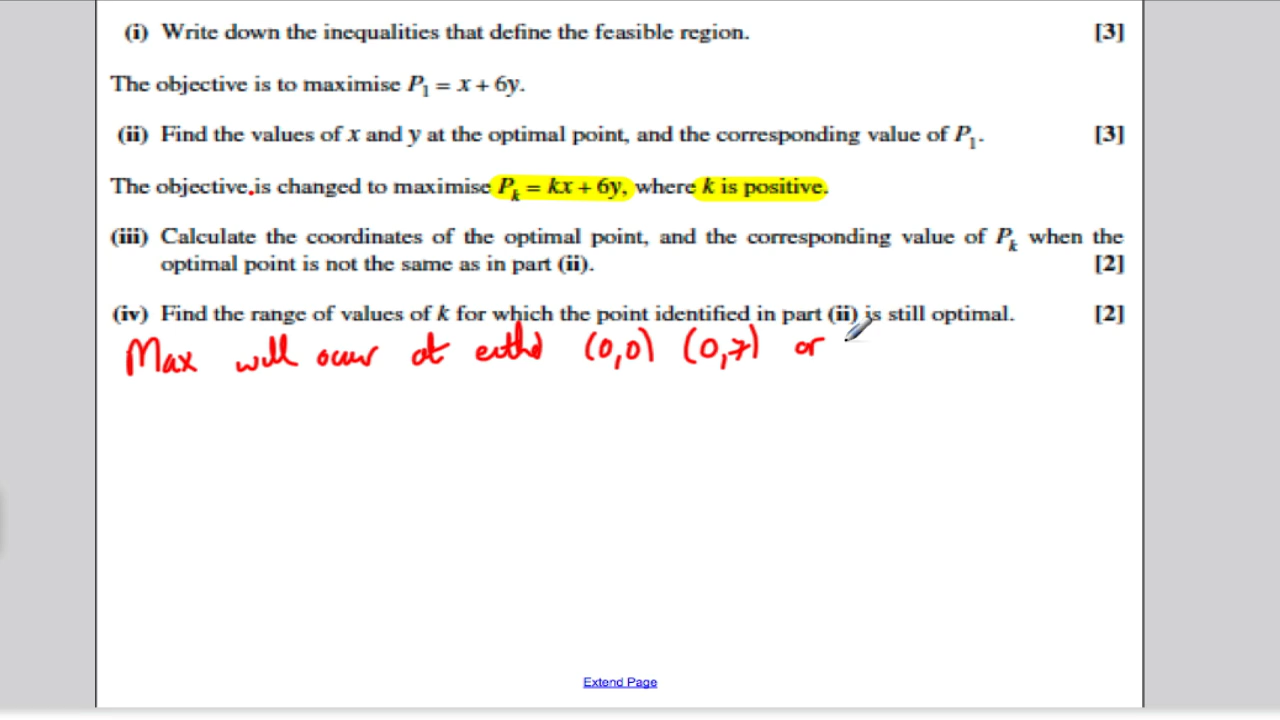 (i) Write down the inequalities that define the feasible region. [3]
The objective is to maximise P₁ = x + 6y.
(ii) Find the values of x and y at the optimal point, and the corresponding value of P₁. [3]
The objective is changed to maximise Pₖ = kx + 6y, where k is positive.
(iii) Calculate the coordinates of the optimal point, and the corresponding value of Pₖ when the
optimal point is not the same as in part (ii). [2]
(iv) Find the range of values of k for which the point identified in part (ii) is still optimal. [2]
Max will occur at (0,0) (0,7) or
Extend Page